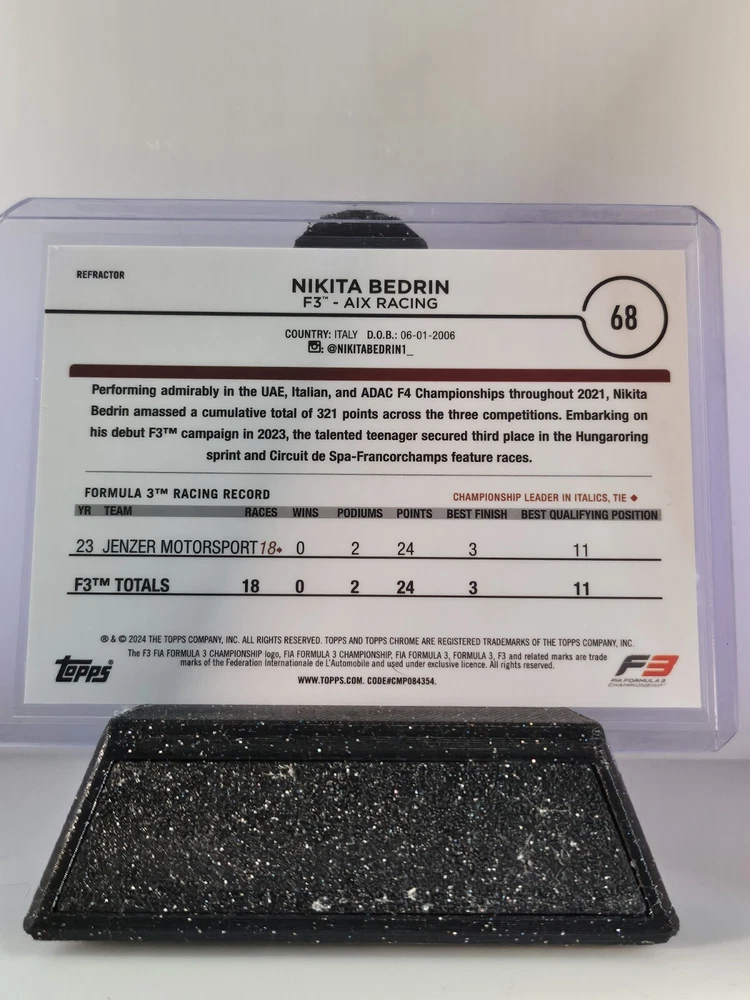 REFRACTOR
NIKITA BEDRIN
F3™ - AIX RACING
68
COUNTRY: ITALY D.O.B.: 06-01-2006
: @NIKITABEDRIN1_
Performing admirably in the UAE, Italian, and ADAC F4 Championships throughout 2021, Nikita
Bedrin amassed a cumulative total of 321 points across the three competitions. Embarking on
his debut F3™ campaign in 2023, the talented teenager secured third place in the Hungaroring
sprint and Circuit de Spa-Francorchamps feature races.
FORMULA 3™ RACING RECORD CHAMPIONSHIP LEADER IN ITALICS, TIE ◆
YR TEAM RACES WINS PODIUMS POINTS BEST FINISH BEST QUALIFYING POSITION
23 JENZER MOTORSPORT 18◆ 0 2 24 3 11
F3™ TOTALS 18 0 2 24 3 11
® & © 2024 THE TOPPS COMPANY, INC. ALL RIGHTS RESERVED. TOPPS AND TOPPS CHROME ARE REGISTERED TRADEMARKS OF THE TOPPS COMPANY, INC.
The F3 FIA FORMULA 3 CHAMPIONSHIP logo, FIA FORMULA 3 CHAMPIONSHIP, FIA FORMULA 3, FORMULA 3, F3 and related marks are trade
marks of the Federation Internationale de L'Automobile and used under exclusive licence. All rights reserved.
WWW.TOPPS.COM. CODE#CMP084354.
TOPPS®
F3
FIA FORMULA 3
CHAMPIONSHIP